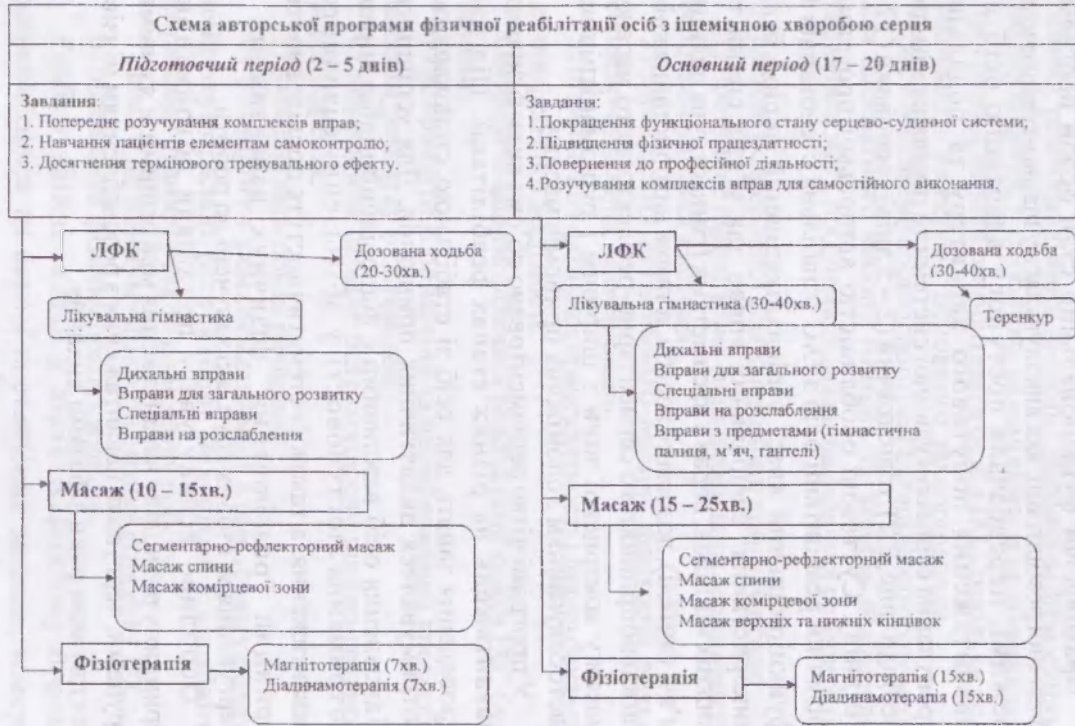 Схема авторської програми фізичної реабілітації осіб з ішемічною хворобою серця
Підготовчий період (2 – 5 днів)
Завдання:
1. Попереднє розучування комплексів вправ;
2. Навчання пацієнтів елементам самоконтролю;
3. Досягнення термінового тренувального ефекту.
ЛФК
Дозована ходьба
(20-30хв.)
Лікувальна гімнастика
Дихальні вправи
Вправи для загального розвитку
Спеціальні вправи
Вправи на розслаблення
Масаж (10 – 15хв.)
Сегментарно-рефлекторний масаж
Масаж спини
Масаж комірцевої зони
Фізіотерапія
Магнітотерапія (7хв.)
Діадинамотерапія (7хв.)
Основний період (17 – 20 днів)
Завдання:
1.Покращення функціонального стану серцево-судинної системи;
2.Підвищення фізичної працездатності;
3.Повернення до професійної діяльності;
4.Розучування комплексів вправ для самостійного виконання.
ЛФК
Дозована ходьба
(30-40хв.)
Лікувальна гімнастика (30-40хв.)
Теренкур
Дихальні вправи
Вправи для загального розвитку
Спеціальні вправи
Вправи на розслаблення
Вправи з предметами (гімнастична
палиця, м’яч, гантелі)
Масаж (15 – 25хв.)
Сегментарно-рефлекторний масаж
Масаж спини
Масаж комірцевої зони
Масаж верхніх та нижніх кінцівок
Фізіотерапія
Магнітотерапія (15хв.)
Діадинамотерапія (15хв.)